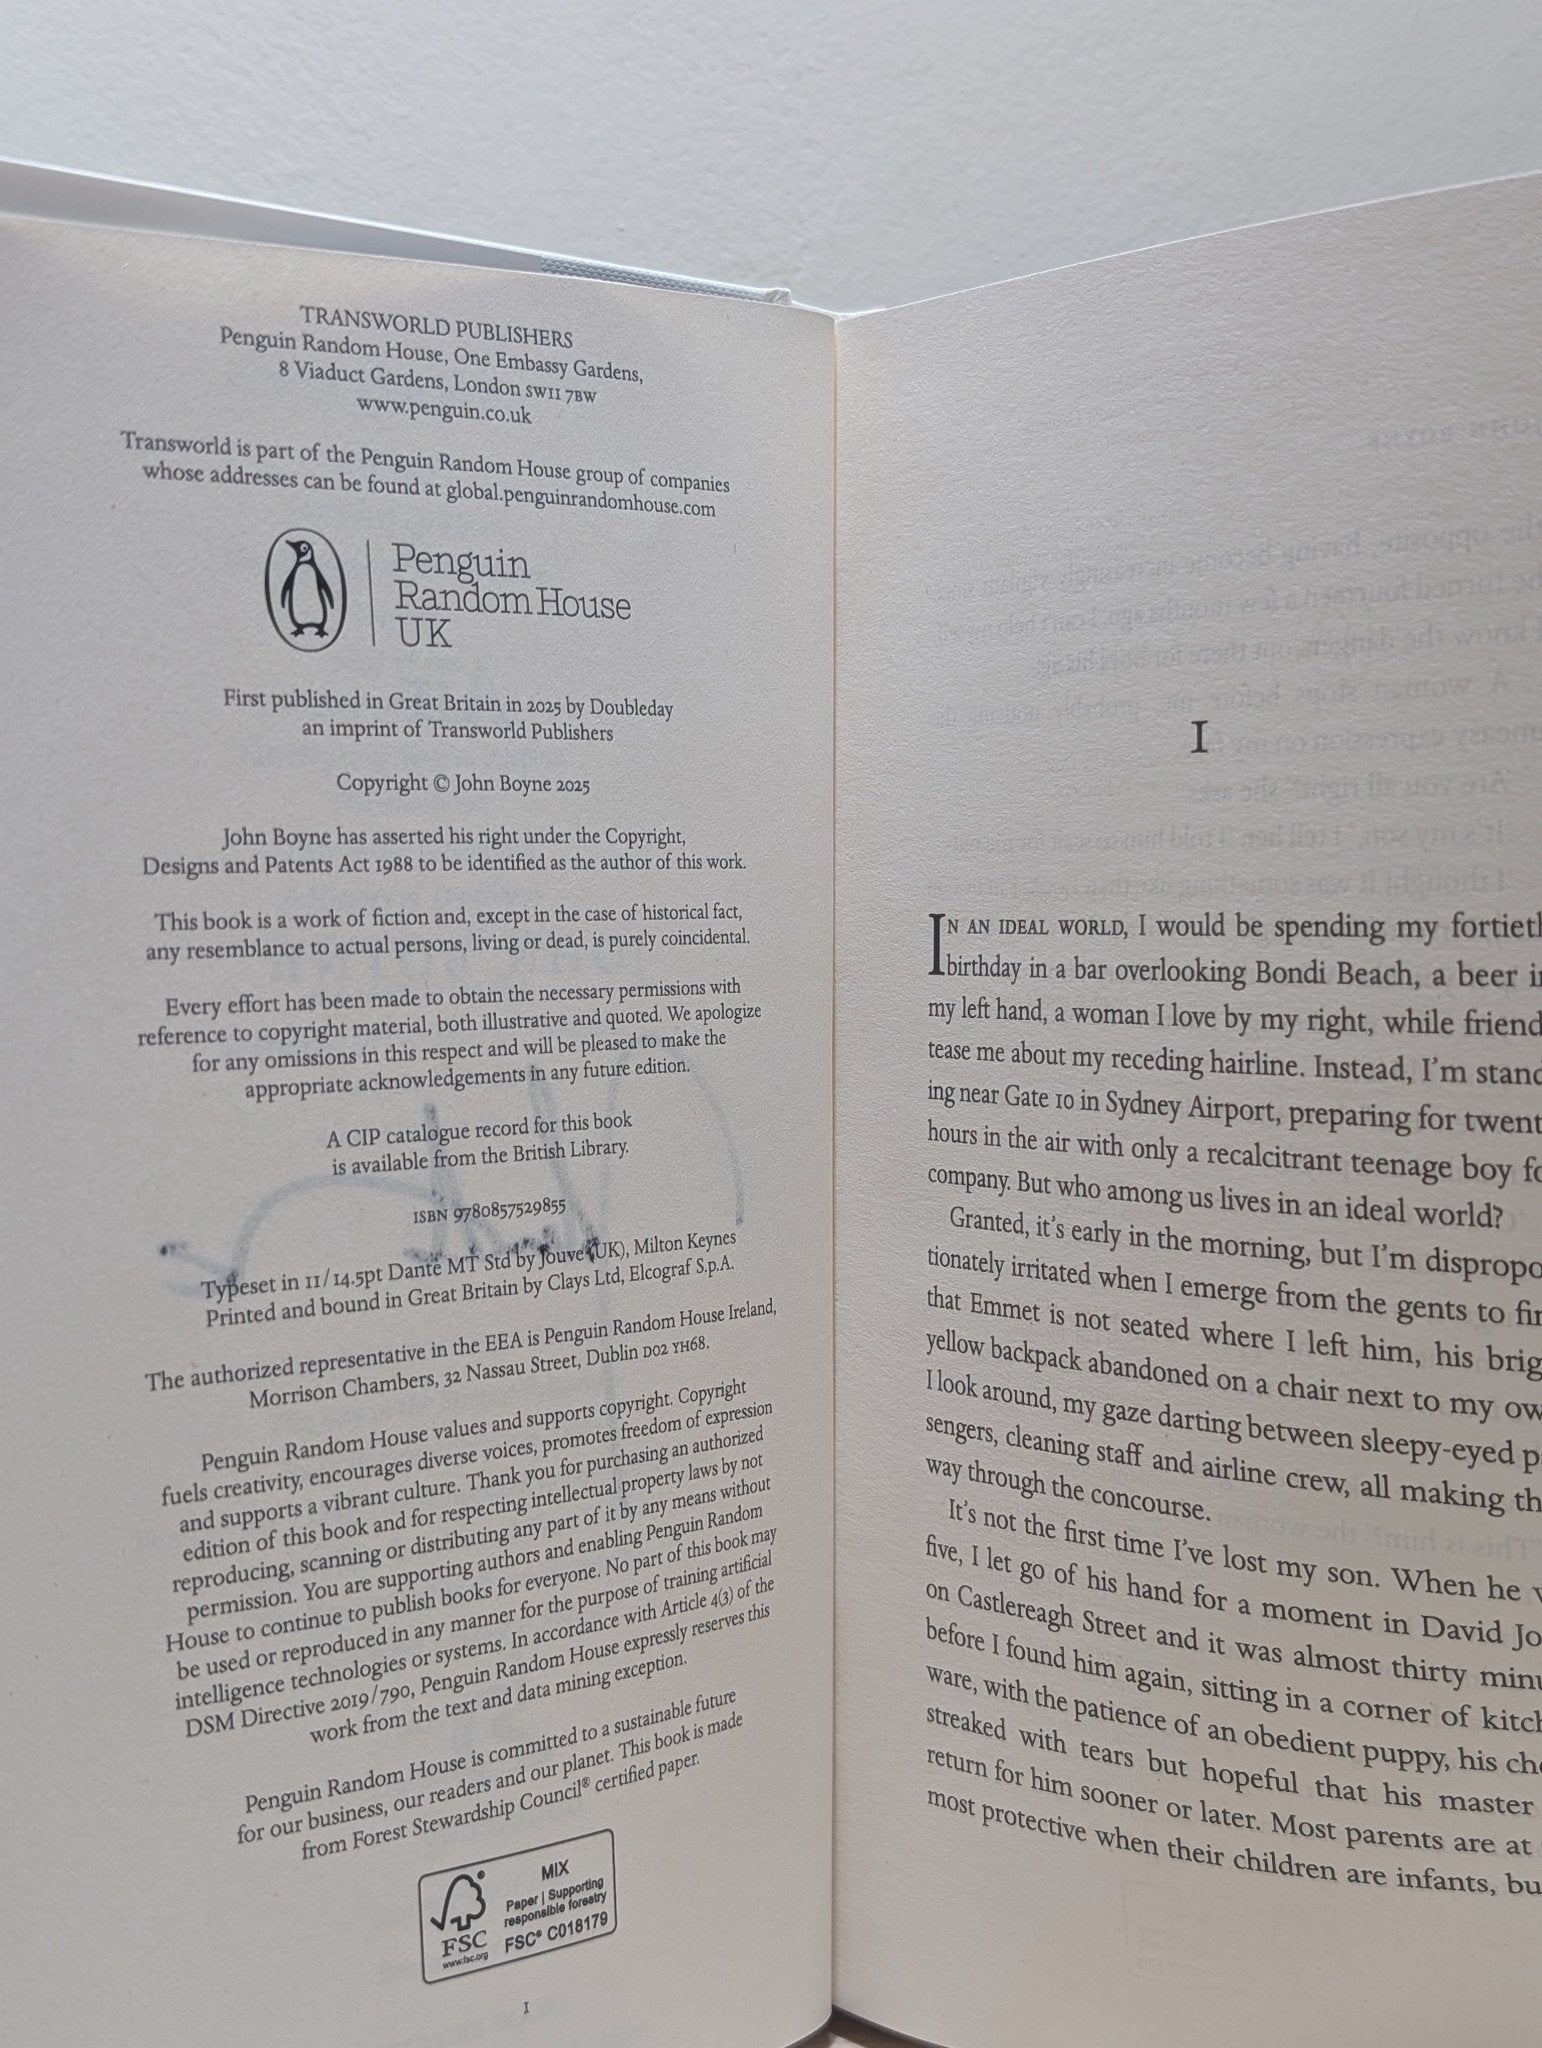 TRANSWORLD PUBLISHERS
Penguin Random House, One Embassy Gardens,
8 Viaduct Gardens, London SW11 7BW
www.penguin.co.uk
Transworld is part of the Penguin Random House group of companies
whose addresses can be found at global.penguinrandomhouse.com
Penguin
Random House
UK
First published in Great Britain in 2025 by Doubleday
an imprint of Transworld Publishers
Copyright © John Boyne 2025
John Boyne has asserted his right under the Copyright,
Designs and Patents Act 1988 to be identified as the author of this work.
This book is a work of fiction and, except in the case of historical fact,
any resemblance to actual persons, living or dead, is purely coincidental.
Every effort has been made to obtain the necessary permissions with
reference to copyright material, both illustrative and quoted. We apologize
for any omissions in this respect and will be pleased to make the
appropriate acknowledgements in any future edition.
A CIP catalogue record for this book
is available from the British Library.
ISBN 9780857529855
Typeset in 11/14.5pt Dante MT Std by Jouve (UK), Milton Keynes
Printed and bound in Great Britain by Clays Ltd, Elcograf S.p.A.
The authorized representative in the EEA is Penguin Random House Ireland,
Morrison Chambers, 32 Nassau Street, Dublin D02 YH68.
Penguin Random House values and supports copyright. Copyright
fuels creativity, encourages diverse voices, promotes freedom of expression
and supports a vibrant culture. Thank you for purchasing an authorized
edition of this book and for respecting intellectual property laws by not
reproducing, scanning or distributing any part of it by any means without
permission. You are supporting authors and enabling Penguin Random
House to continue to publish books for everyone. No part of this book may
be used or reproduced in any manner for the purpose of training artificial
intelligence technologies or systems. In accordance with Article 4(3) of the
DSM Directive 2019/790, Penguin Random House expressly reserves this
work from the text and data mining exception.
Penguin Random House is committed to a sustainable future
for our business, our readers and our planet. This book is made
from Forest Stewardship Council® certified paper.
FSC
www.fsc.org
MIX
Paper | Supporting
responsible forestry
FSC® C018179
1
1
IN AN IDEAL WORLD, I would be spending my fortieth
birthday in a bar overlooking Bondi Beach, a beer in
my left hand, a woman I love by my right, while friend
tease me about my receding hairline. Instead, I'm stand
ing near Gate 10 in Sydney Airport, preparing for twent
hours in the air with only a recalcitrant teenage boy fo
company. But who among us lives in an ideal world?
Granted, it's early in the morning, but I'm dispropo
tionately irritated when I emerge from the gents to fin
that Emmet is not seated where I left him, his brig
yellow backpack abandoned on a chair next to my ow
I look around, my gaze darting between sleepy-eyed p
sengers, cleaning staff and airline crew, all making th
way through the concourse.
It's not the first time I've lost my son. When he
five, I let go of his hand for a moment in David Jo
on Castlereagh Street and it was almost thirty minu
before I found him again, sitting in a corner of kitch
ware, with the patience of an obedient puppy, his che
streaked with tears but hopeful that his master
return for him sooner or later. Most parents are at
most protective when their children are infants, bu